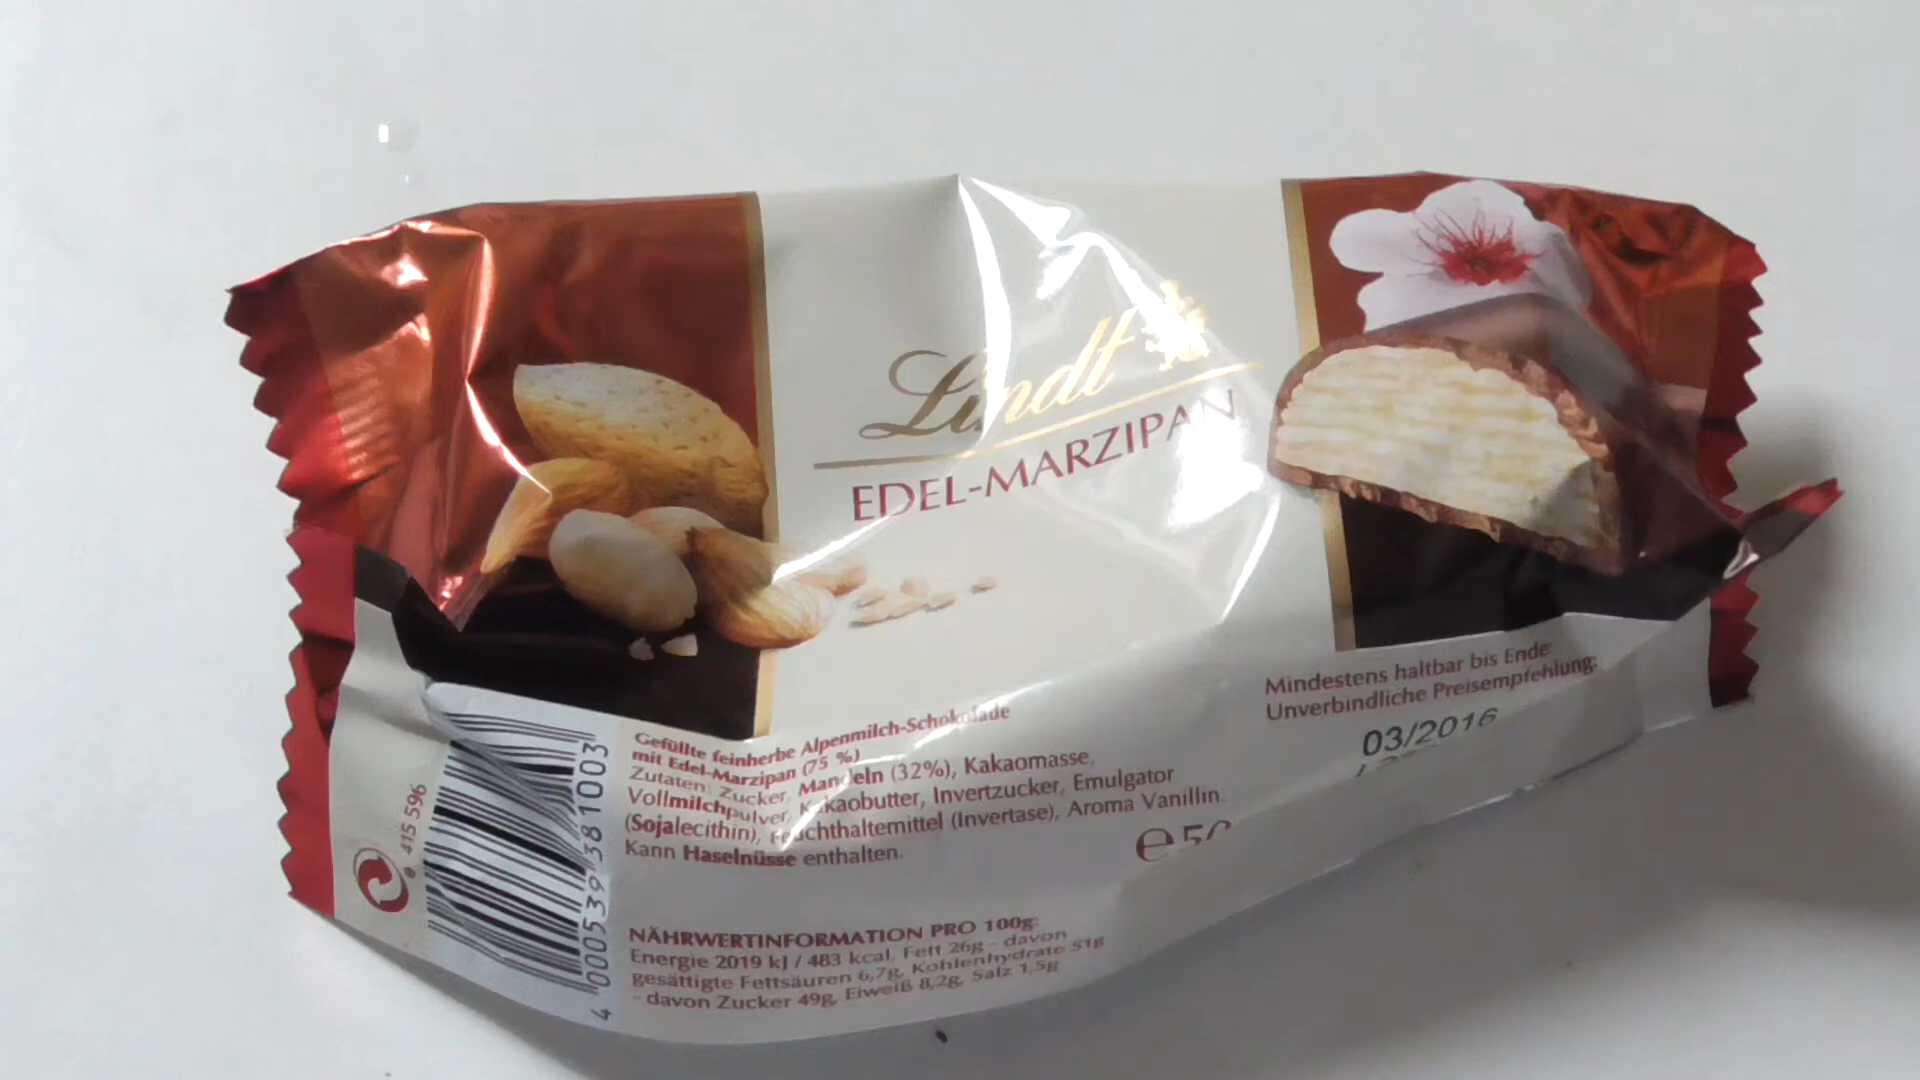 Lindt
EDEL-MARZIPAN
Mindestens haltbar bis Ende:
Unverbindliche Preisempfehlung:
03/2016
Gefüllte feinherbe Alpenmilch-Schokolade
mit Edel-Marzipan (75 %)
Zutaten: Zucker, Mandeln (32%), Kakaomasse,
Vollmilchpulver, Kakaobutter, Invertzucker, Emulgator
(Sojalecithin), Feuchthaltemittel (Invertase), Aroma Vanillin.
Kann Haselnüsse enthalten.
e
NÄHRWERTINFORMATION PRO 100g:
Energie 2019 kJ / 483 kcal, Fett 26g - davon
gesättigte Fettsäuren 6,7g, Kohlenhydrate 51g
- davon Zucker 49g, Eiweiß 8,2g, Salz 1,5g
415 596
4 000539 381003